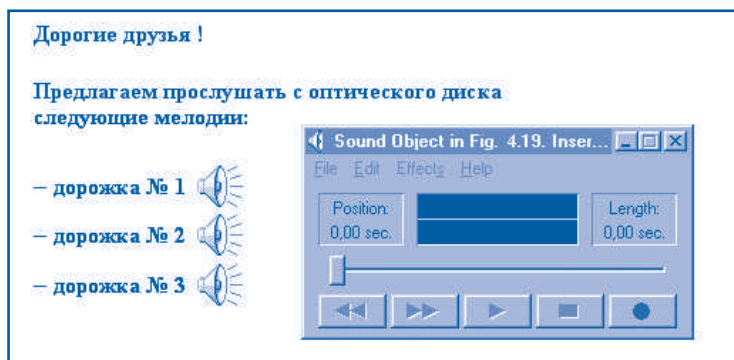 Дорогие друзья !
Предлагаем прослушать с оптического диска
следующие мелодии:
– дорожка № 1
– дорожка № 2
– дорожка № 3
Sound Object in Fig. 4.19. Inser...
File Edit Effects Help
Position:
0,00 sec.
Length:
0,00 sec.